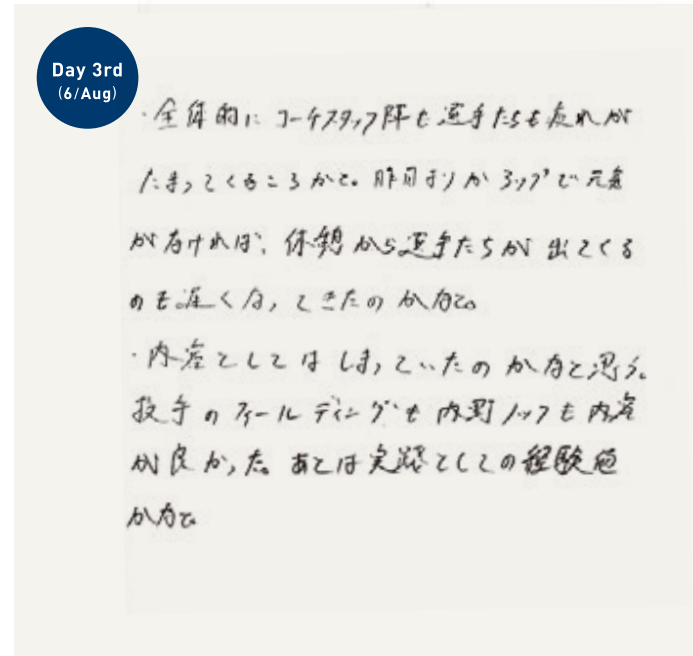 Day 3rd
(6/Aug)
・全体的にコーチスタッフ陣も選手たちも疲れが
たまってくるころかと。昨日よりかアップで元気
がなければ、休憩から選手たちが出てくる
のも遅くなってきたのかなと。
・内容としてはしまっていたのかなと思う。
投手のフィールディングも内野ノックも内容
が良かった。あとは実践としての経験値
かなと